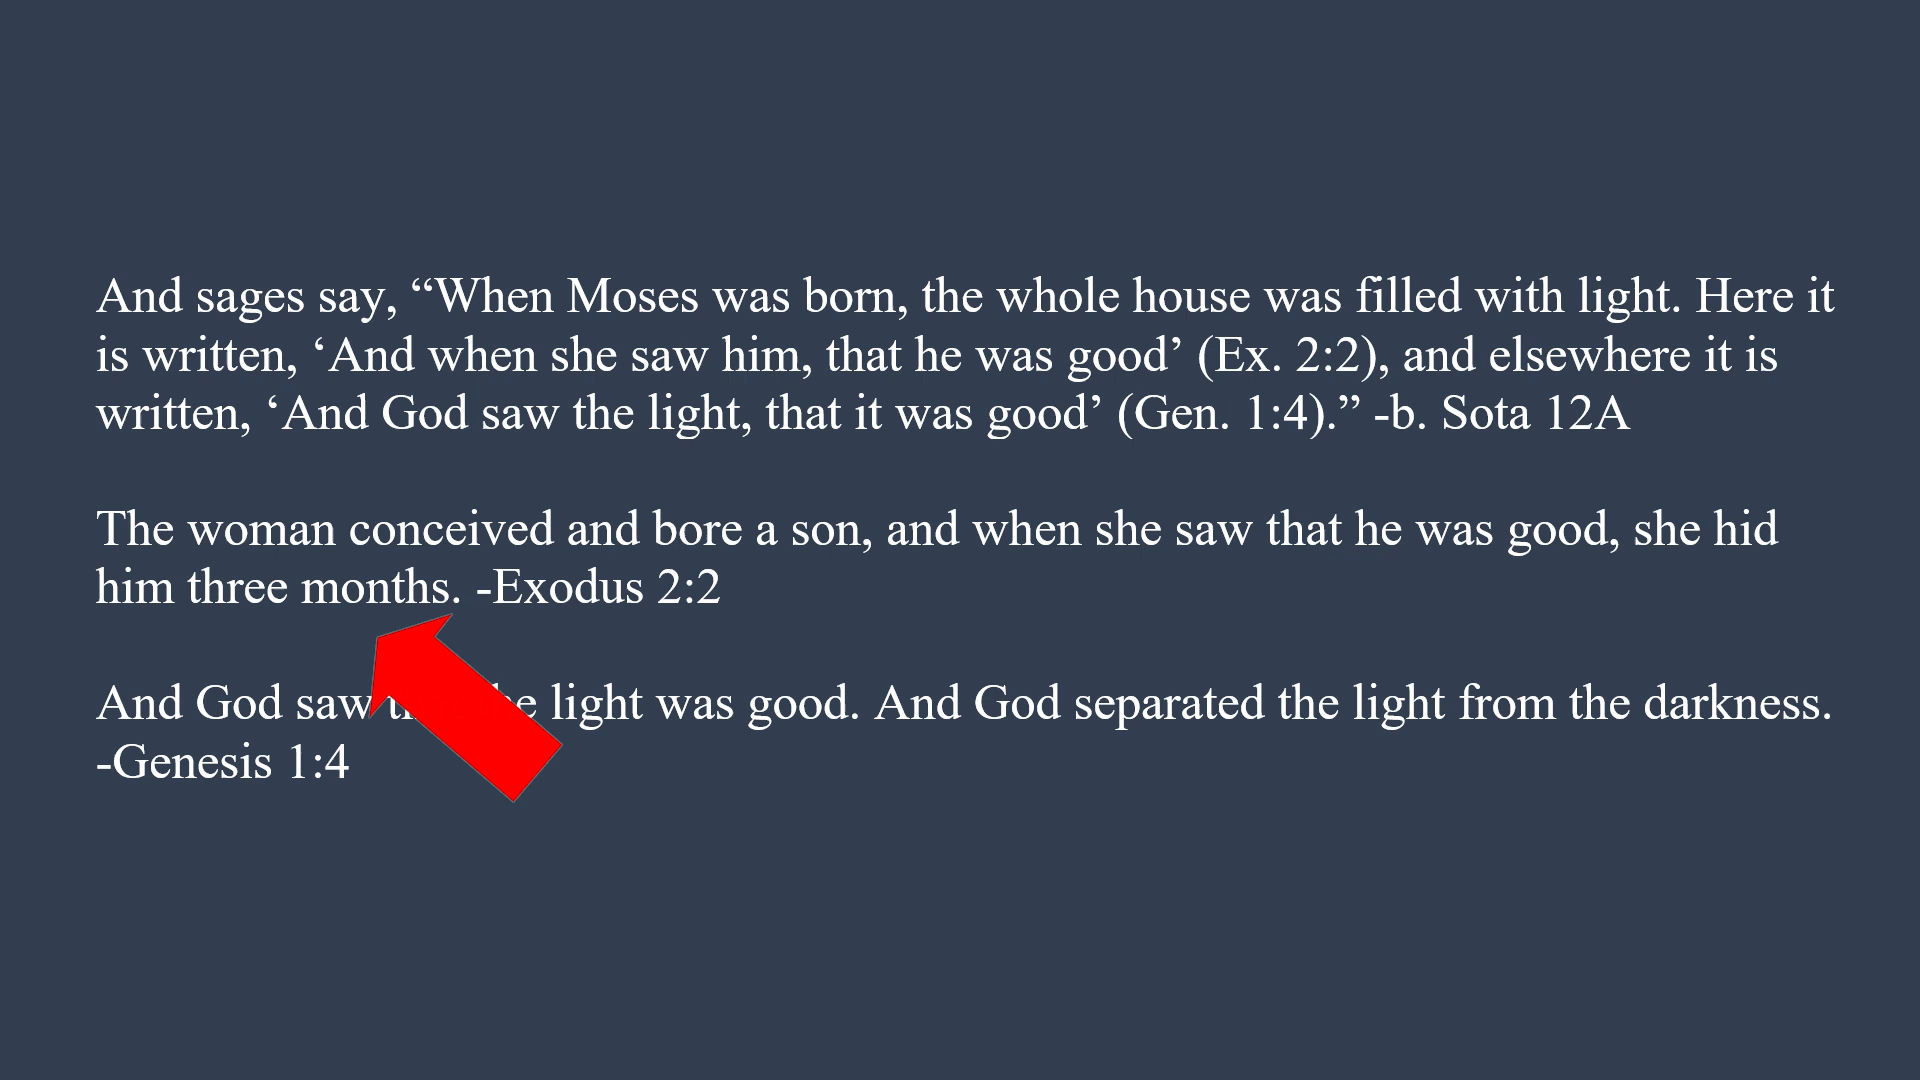 And sages say, “When Moses was born, the whole house was filled with light. Here it
is written, ‘And when she saw him, that he was good’ (Ex. 2:2), and elsewhere it is
written, ‘And God saw the light, that it was good’ (Gen. 1:4).” -b. Sota 12A
The woman conceived and bore a son, and when she saw that he was good, she hid
him three months. -Exodus 2:2
And God saw light was good. And God separated the light from the darkness.
-Genesis 1:4